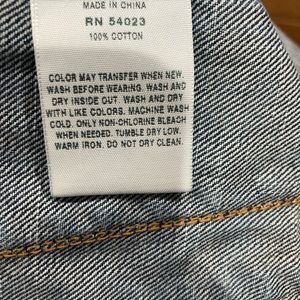 MADE IN CHINA
RN 54023
100% COTTON
COLOR MAY TRANSFER WHEN NEW.
WASH BEFORE WEARING. WASH AND
DRY INSIDE OUT. WASH AND DRY
WITH LIKE COLORS. MACHINE WASH
COLD. ONLY NON-CHLORINE BLEACH
WHEN NEEDED. TUMBLE DRY LOW.
WARM IRON. DO NOT DRY CLEAN.